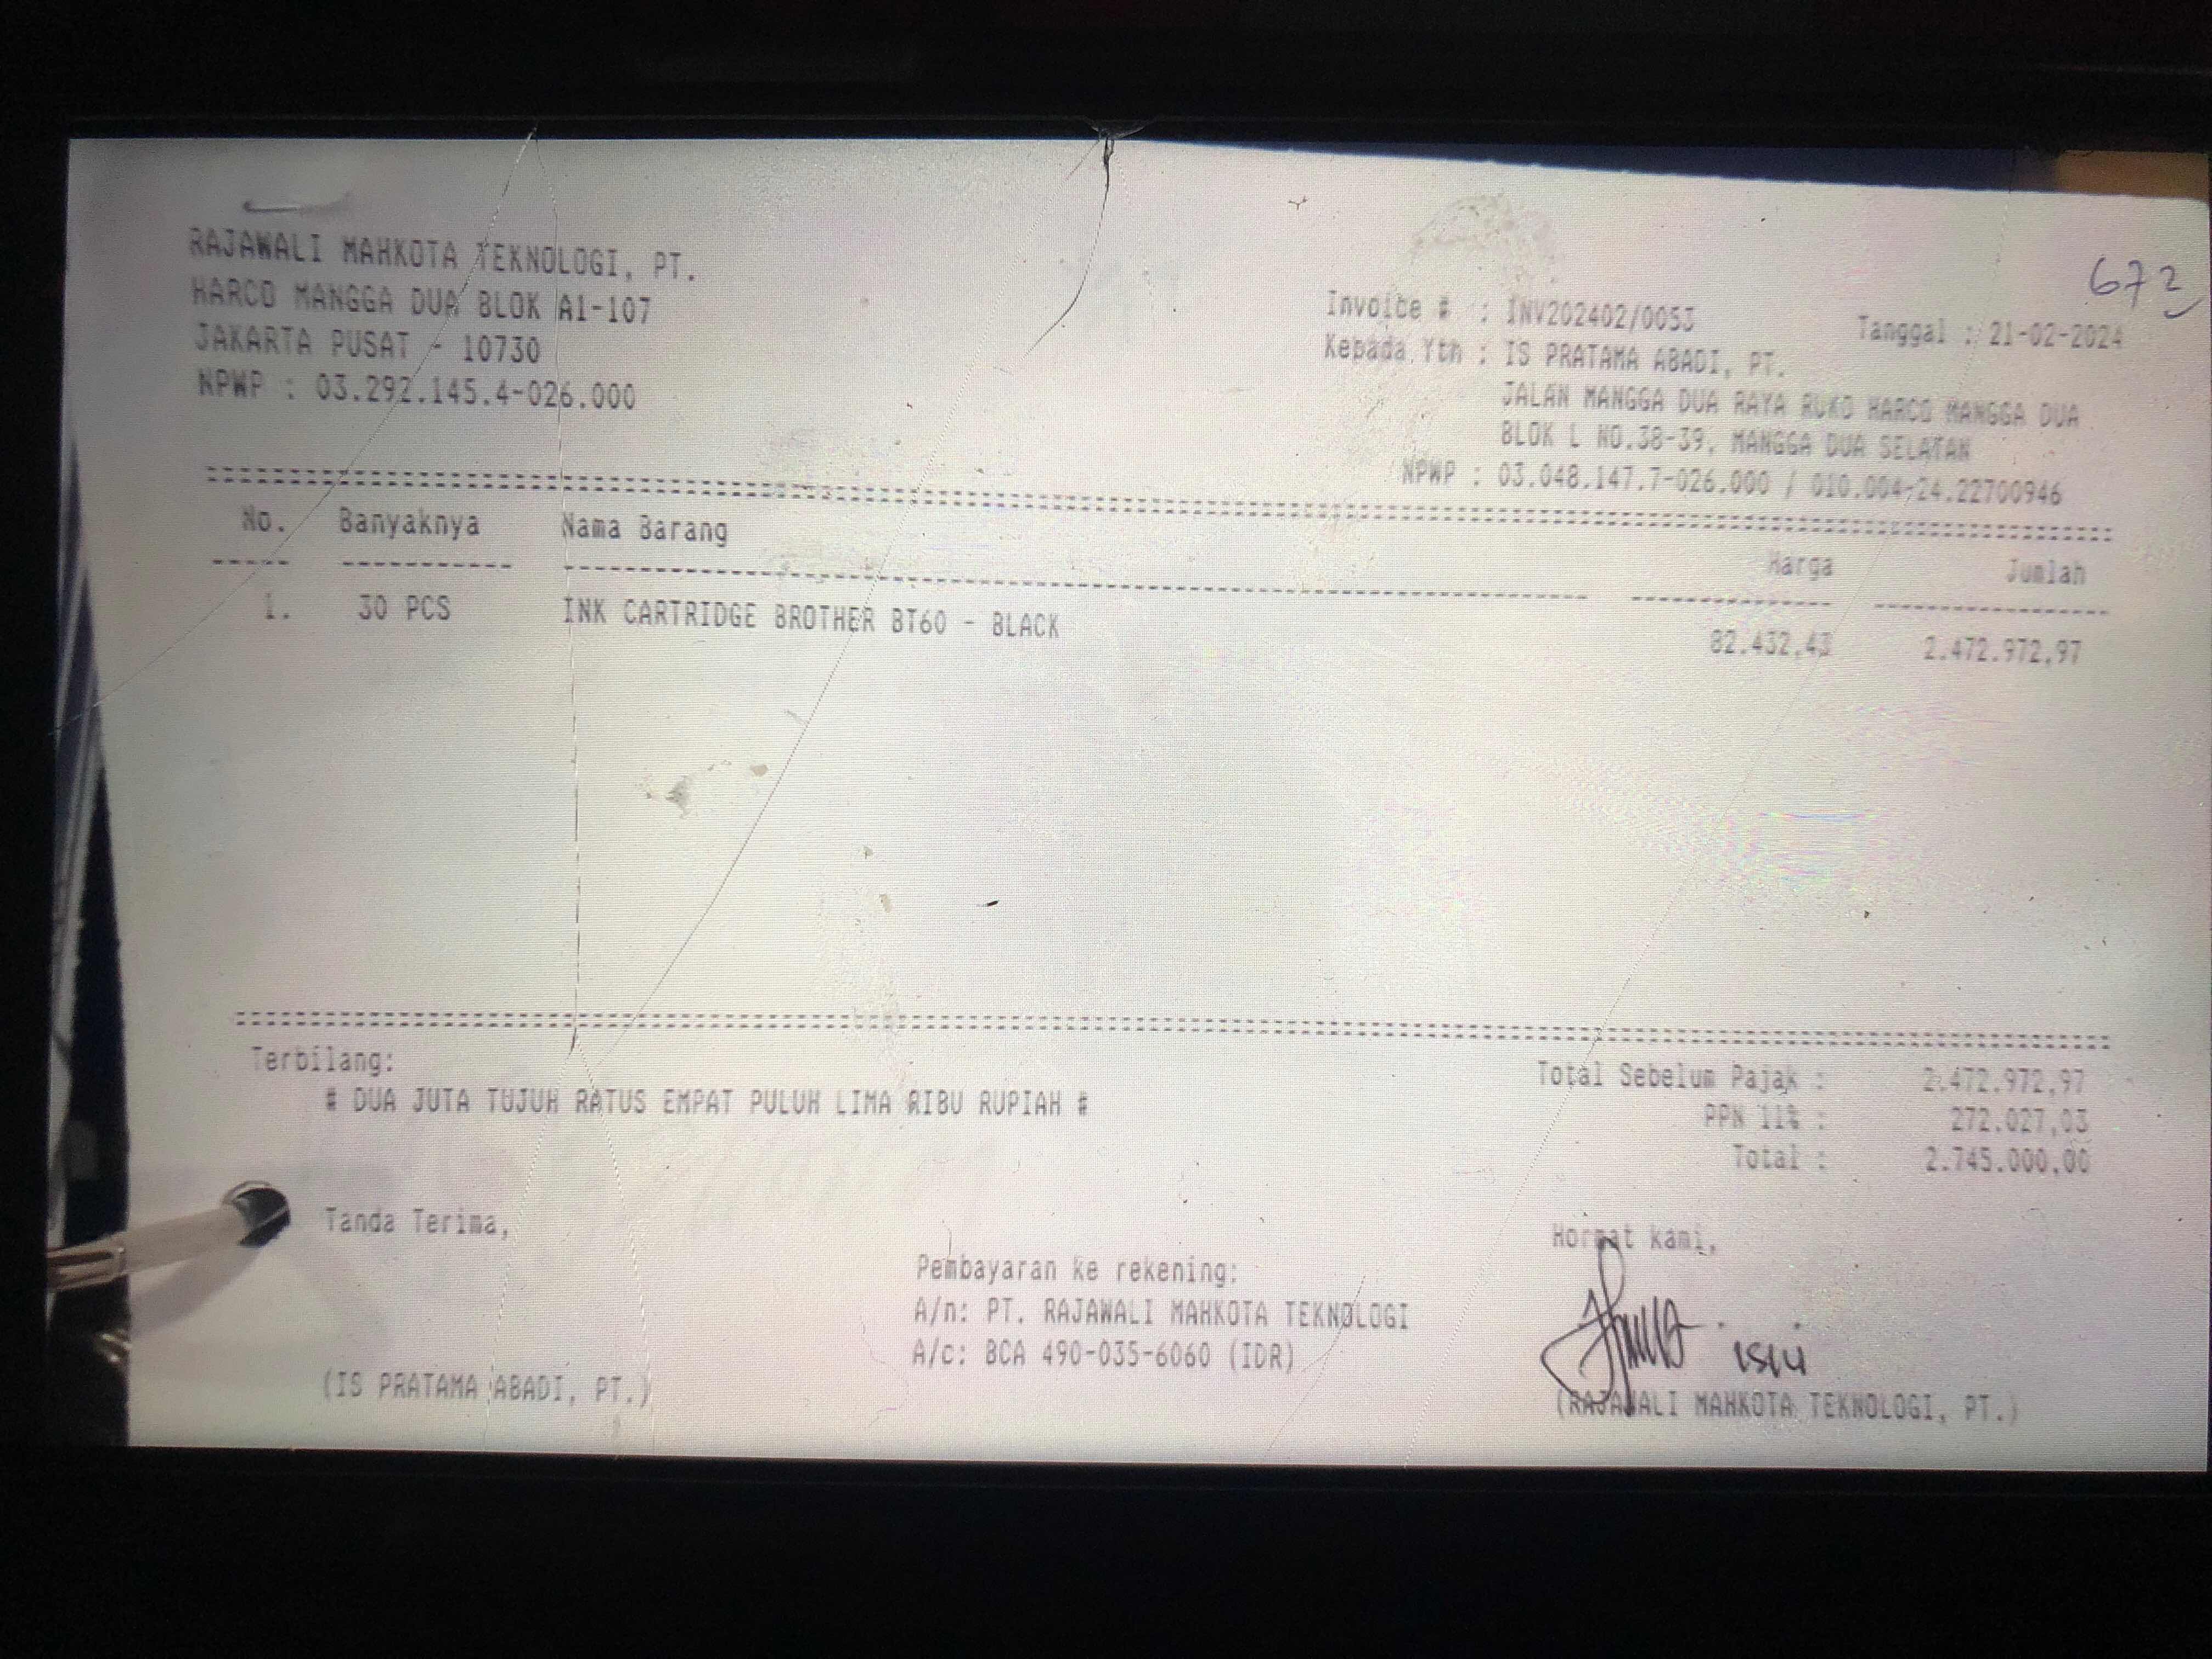 RAJAWALI MAHKOTA TEKNOLOGI, PT.
HARCO MANGGA DUA BLOK A1-107
JAKARTA PUSAT - 10730
NPWP : 03.292.145.4-026.000
672
Invoice # : INV202402/0053 Tanggal : 21-02-2024
Kepada Yth : IS PRATAMA ABADI, PT.
JALAN MANGGA DUA RAYA RUKO HARCO MANGGA DUA
BLOK L NO.38-39, MANGGA DUA SELATAN
NPWP : 03.048.147.7-026.000 / 010.004-24.22700946
No. Banyaknya Nama Barang Harga Jumlah
1. 30 PCS INK CARTRIDGE BROTHER BT60 - BLACK 82.432,43 2.472.972,97
Terbilang:
# DUA JUTA TUJUH RATUS EMPAT PULUH LIMA RIBU RUPIAH #
Total Sebelum Pajak : 2.472.972,97
PPN 11% : 272.027,03
Total : 2.745.000,00
Tanda Terima,
(IS PRATAMA ABADI, PT.)
Pembayaran ke rekening:
A/n: PT. RAJAWALI MAHKOTA TEKNOLOGI
A/c: BCA 490-035-6060 (IDR)
Hormat kami,
(RAJAWALI MAHKOTA TEKNOLOGI, PT.)